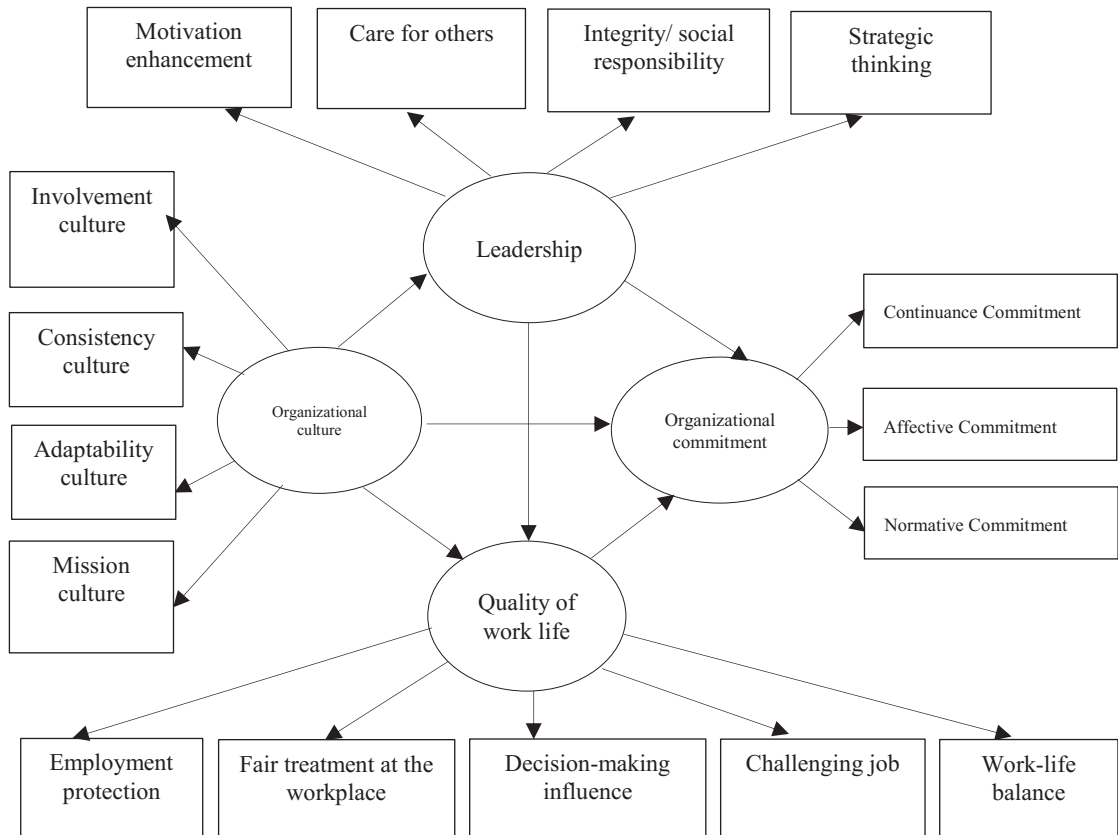 Motivation
enhancement
Care for others
Integrity/ social
responsibility
Strategic
thinking
Involvement
culture
Leadership
Continuance Commitment
Consistency
culture
Organizational
culture
Organizational
commitment
Affective Commitment
Adaptability
culture
Normative Commitment
Mission
culture
Quality of
work life
Employment
protection
Fair treatment at the
workplace
Decision-making
influence
Challenging job
Work-life
balance